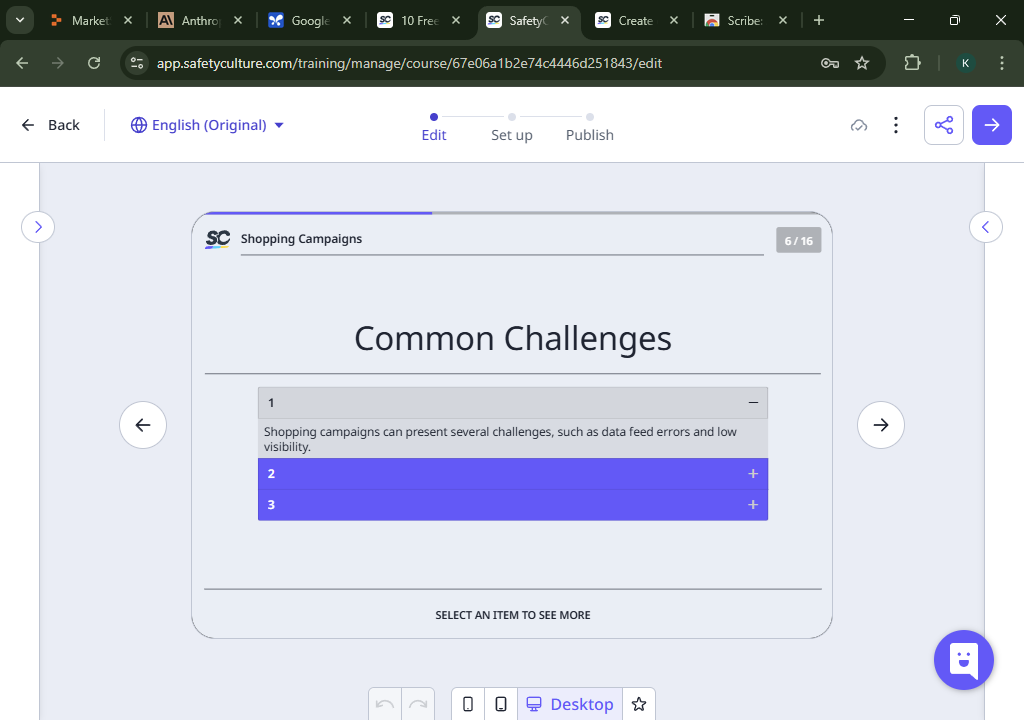 Market
Anthrop
Google
10 Free
SafetyC
Create
Scribe:
app.safetyculture.com/training/manage/course/67e06a1b2e74c4446d251843/edit
K
Back
English (Original)
Edit
Set up
Publish
SC
Shopping Campaigns
6 / 16
Common Challenges
1
Shopping campaigns can present several challenges, such as data feed errors and low
visibility.
2
3
SELECT AN ITEM TO SEE MORE
Desktop